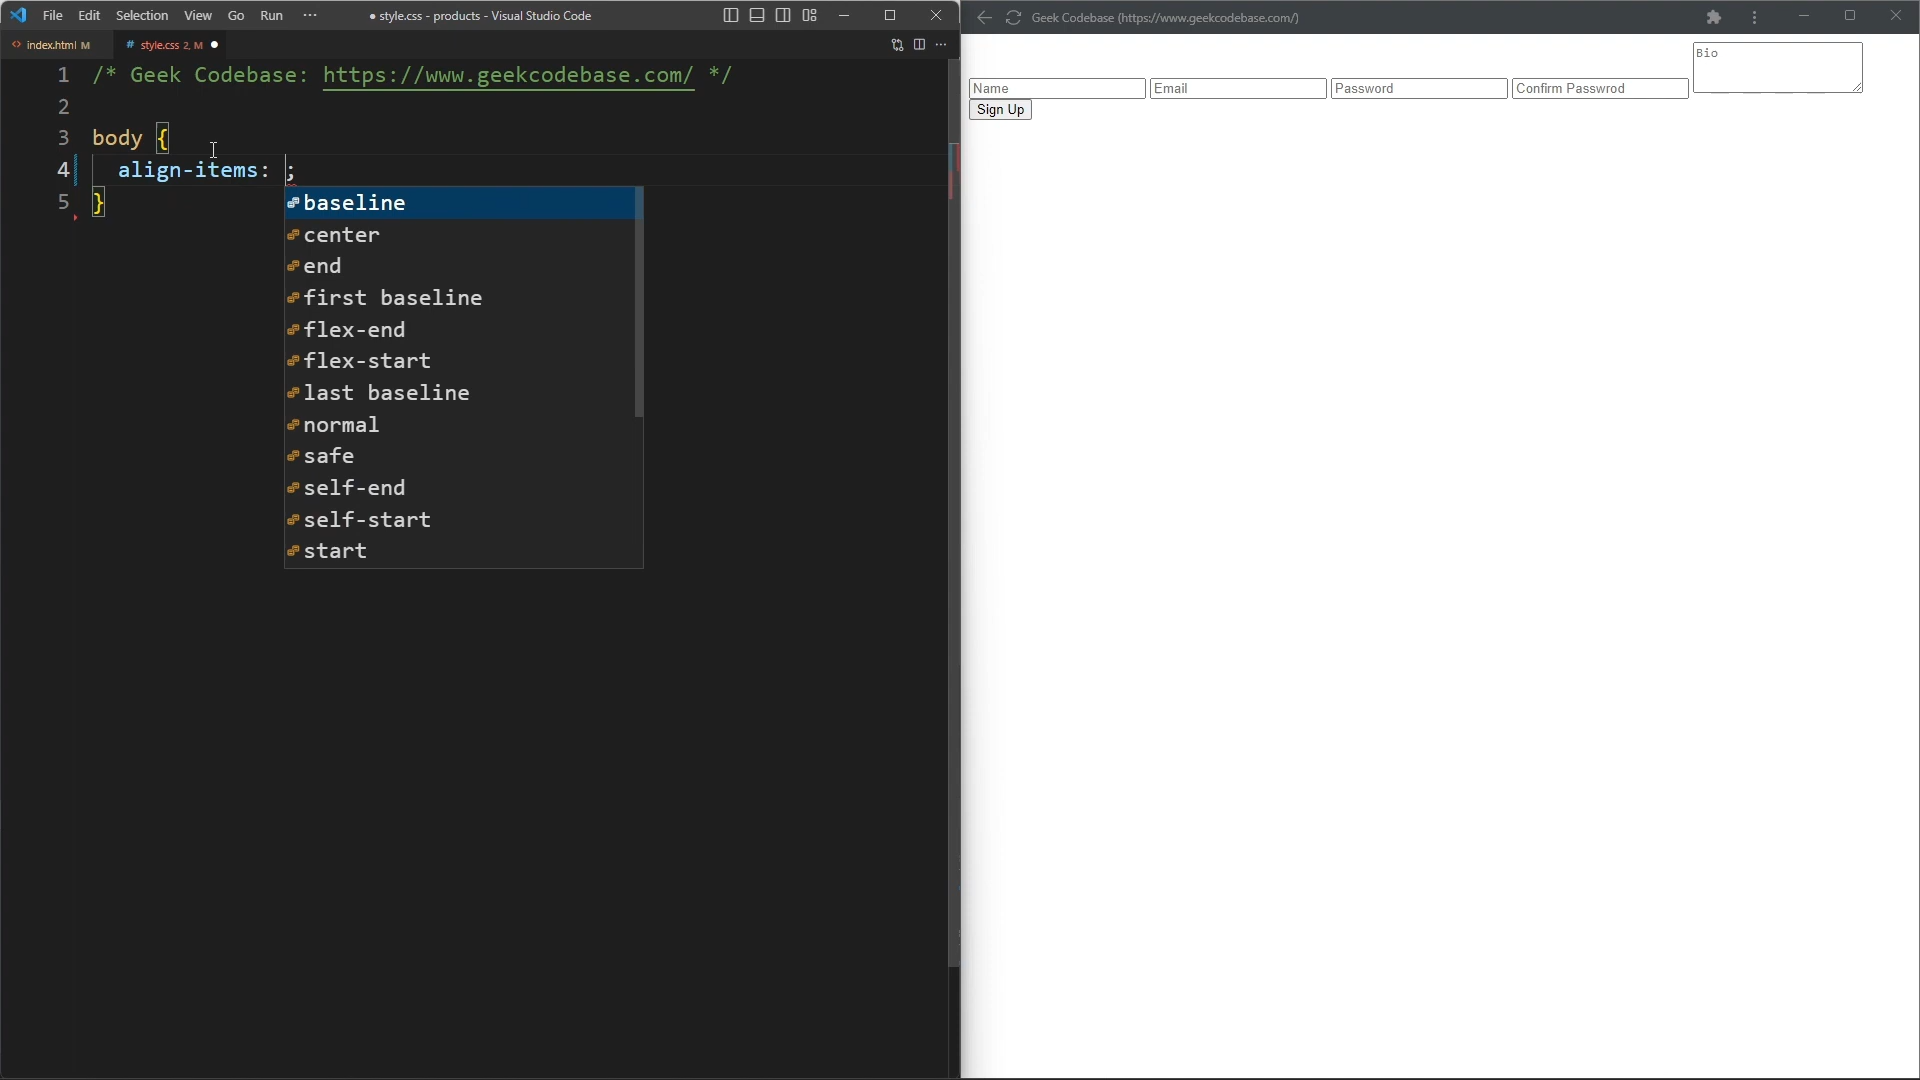 File Edit Selection View Go Run ··· ● style.css - products - Visual Studio Code
<> index.html M # style.css 2, M ●
1 /* Geek Codebase: https://www.geekcodebase.com/ */
2
3 body {
4 align-items: ;
5 }
baseline
center
end
first baseline
flex-end
flex-start
last baseline
normal
safe
self-end
self-start
start
Geek Codebase (https://www.geekcodebase.com/)
Bio
Name Email Password Confirm Passwrod
Sign Up